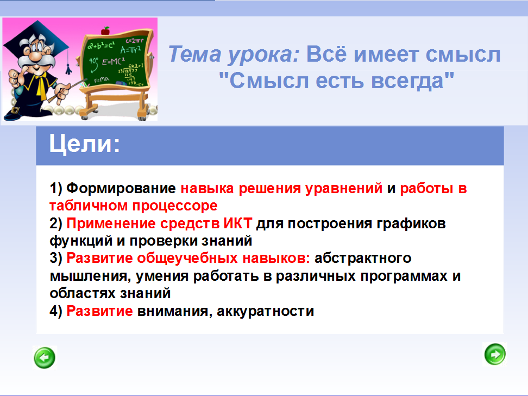 Тема урока: Всё имеет смысл
"Смысл есть всегда"
E=MC²
Цели:
1) Формирование навыка решения уравнений и работы в
табличном процессоре
2) Применение средств ИКТ для построения графиков
функций и проверки знаний
3) Развитие общеучебных навыков: абстрактного
мышления, умения работать в различных программах и
областях знаний
4) Развитие внимания, аккуратности